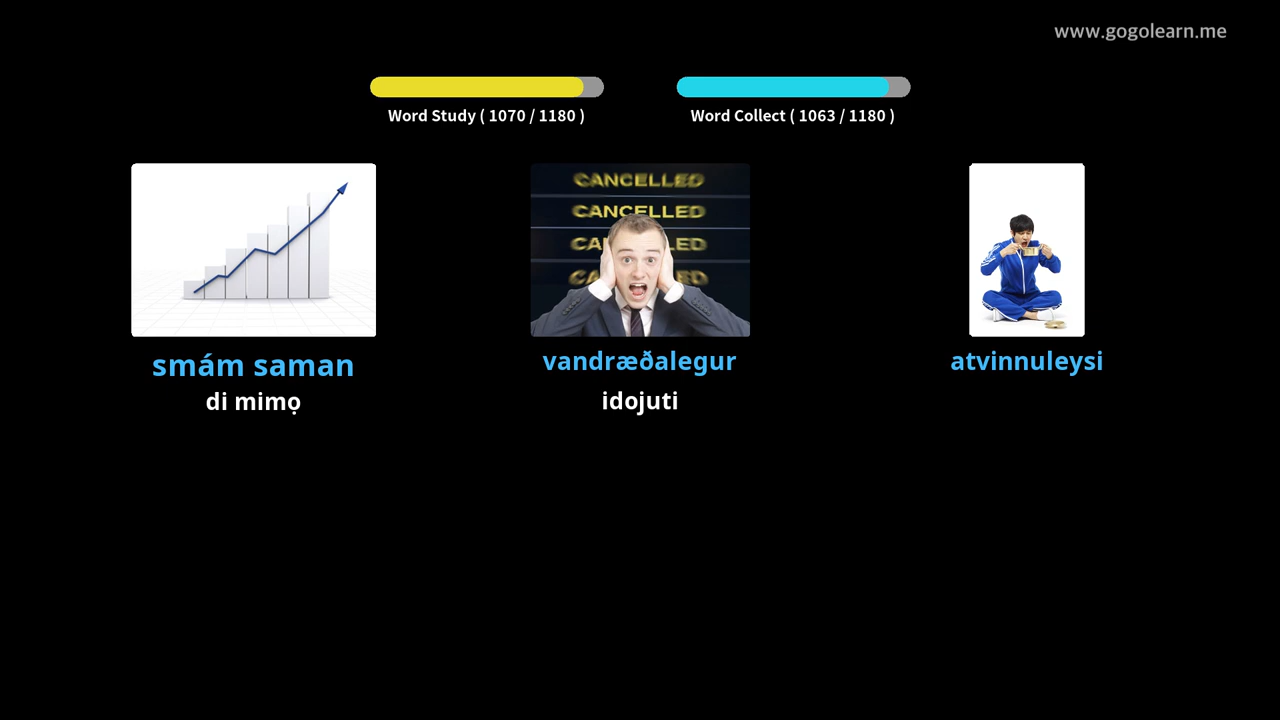 www.gogolearn.me
Word Study ( 1070 / 1180 )
Word Collect ( 1063 / 1180 )
CANCELLED
CANCELLED
CANCELLED
smám saman
vandræðalegur
atvinnuleysi
di mimọ
idojuti